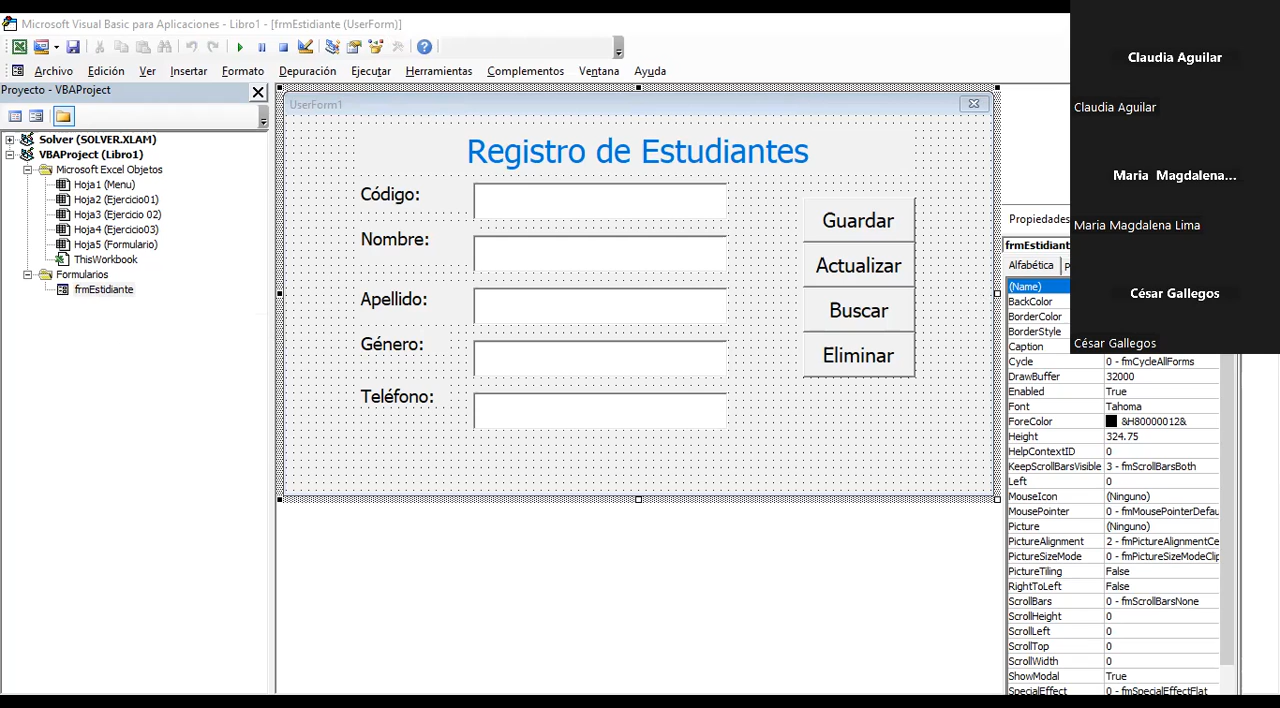 Microsoft Visual Basic para Aplicaciones - Libro1 - [frmEstidiante (UserForm)]
Archivo Edición Ver Insertar Formato Depuración Ejecutar Herramientas Complementos Ventana Ayuda
Proyecto - VBAProject
Solver (SOLVER.XLAM)
VBAProject (Libro1)
Microsoft Excel Objetos
Hoja1 (Menu)
Hoja2 (Ejercicio01)
Hoja3 (Ejercicio 02)
Hoja4 (Ejercicio03)
Hoja5 (Formulario)
ThisWorkbook
Formularios
frmEstidiante
UserForm1
Registro de Estudiantes
Código:
Nombre:
Apellido:
Género:
Teléfono:
Guardar
Actualizar
Buscar
Eliminar
Claudia Aguilar
Claudia Aguilar
Maria Magdalena...
Maria Magdalena Lima
César Gallegos
César Gallegos
Propiedades
frmEstidiant
Alfabética P
(Name)
BackColor
BorderColor
BorderStyle
Caption
Cycle 0 - fmCycleAllForms
DrawBuffer 32000
Enabled True
Font Tahoma
ForeColor &H80000012&
Height 324.75
HelpContextID 0
KeepScrollBarsVisible 3 - fmScrollBarsBoth
Left 0
MouseIcon (Ninguno)
MousePointer 0 - fmMousePointerDefau
Picture (Ninguno)
PictureAlignment 2 - fmPictureAlignmentCe
PictureSizeMode 0 - fmPictureSizeModeClip
PictureTiling False
RightToLeft False
ScrollBars 0 - fmScrollBarsNone
ScrollHeight 0
ScrollLeft 0
ScrollTop 0
ScrollWidth 0
ShowModal True
SpecialEffect 0 - fmSpecialEffectFlat